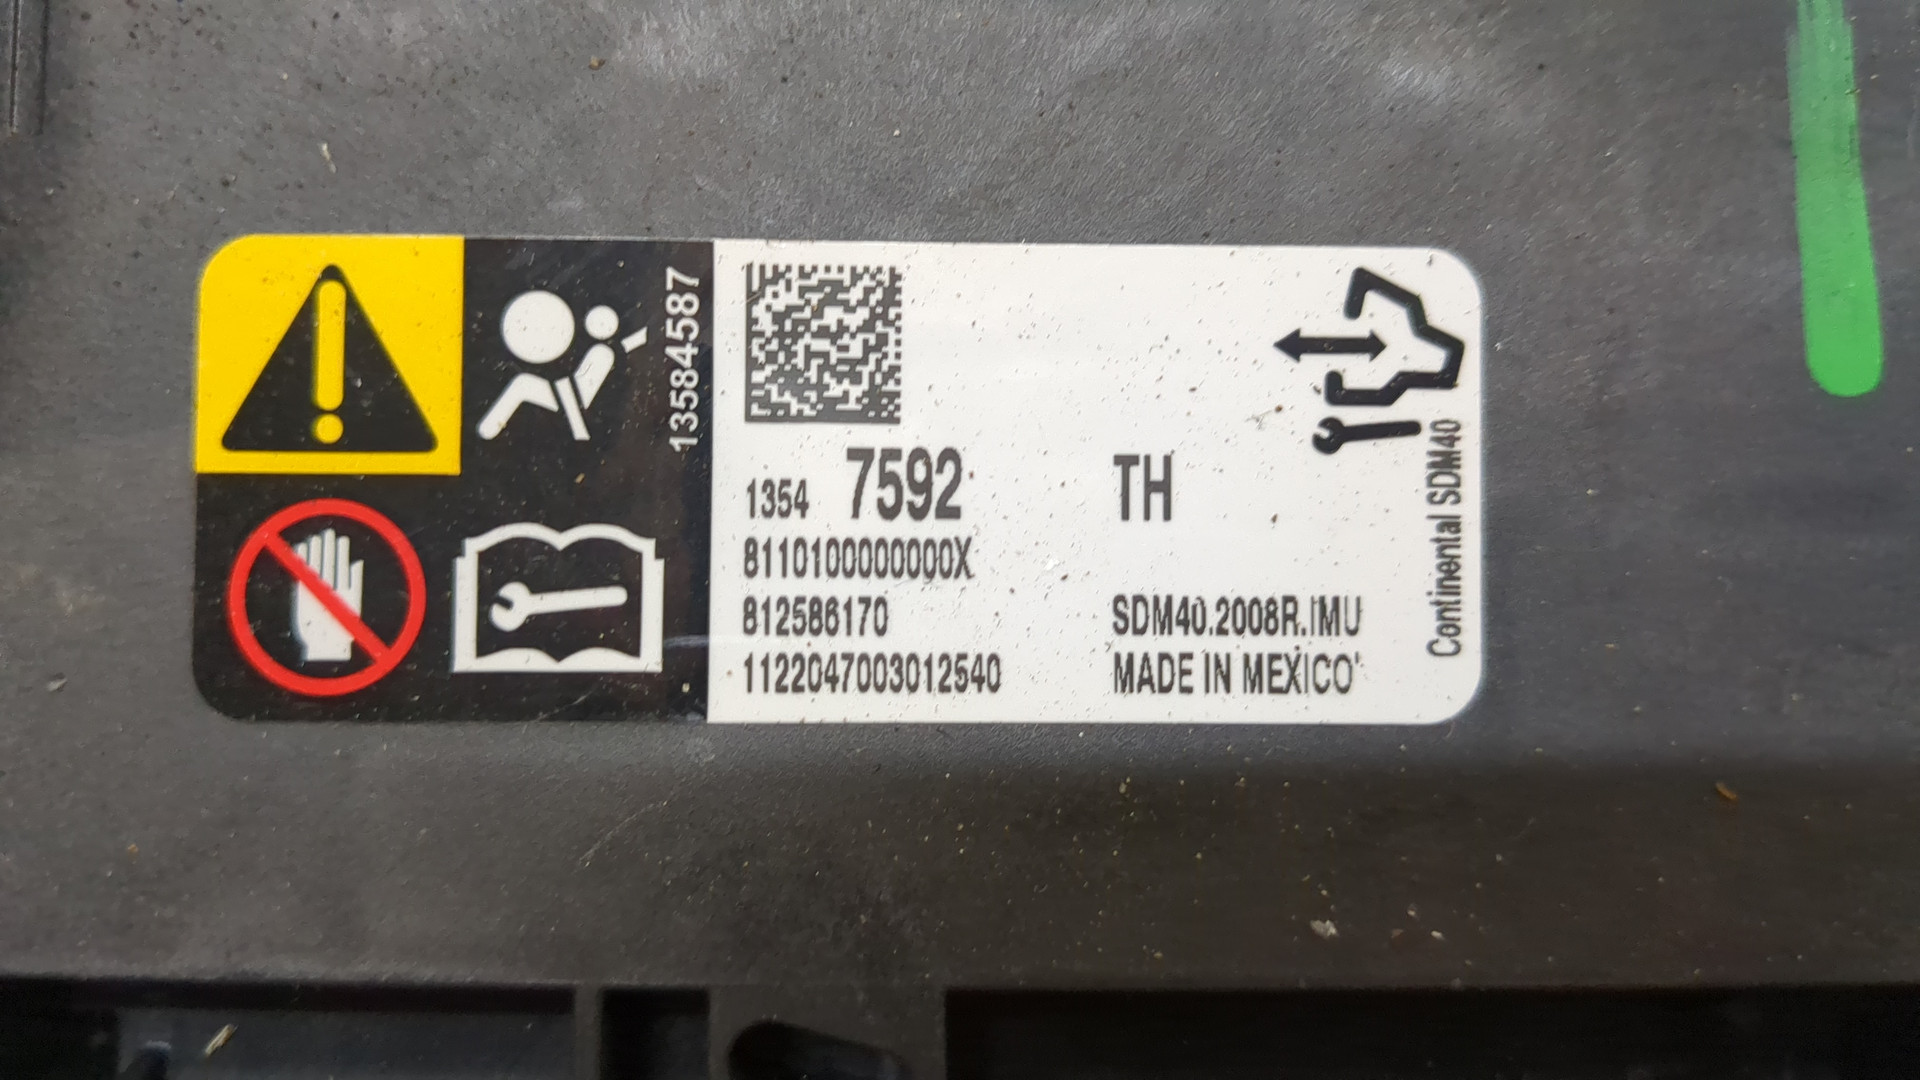 13584587
1354 7592 TH
8110100000000X
812586170 SDM40.2008R.IMU
1122047003012540 MADE IN MEXICO
Continental SDM40